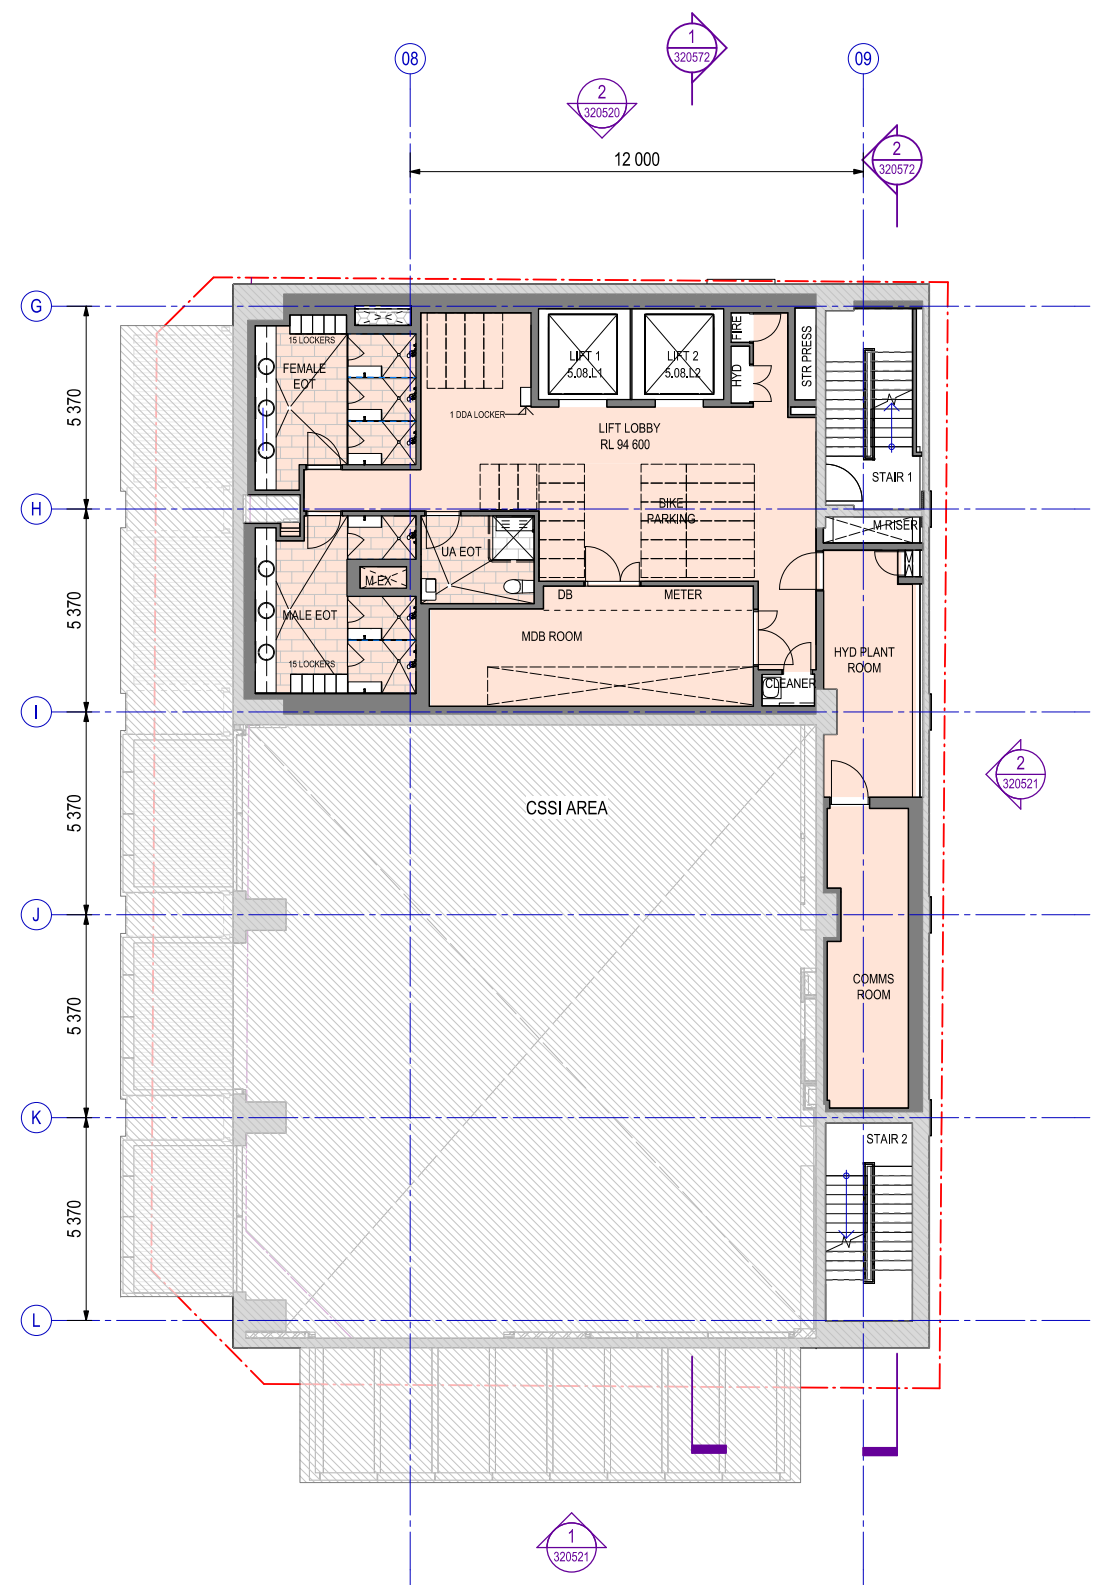 1
320572
08
09
2
320520
2
320572
12 000
G
15 LOCKERS
FEMALE
EOT
LIFT 1
5.08.L1
LIFT 2
5.08.L2
FIRE
HYD
STR PRESS
1 DDA LOCKER
LIFT LOBBY
RL 94 600
5 370
STAIR 1
H
BIKE
PARKING
M RISER
UA EOT
M EX
DB
METER
MALE EOT
MDB ROOM
5 370
HYD PLANT
ROOM
15 LOCKERS
CLEANER
I
2
320521
CSSI AREA
5 370
J
COMMS
ROOM
5 370
K
STAIR 2
5 370
L
1
320521